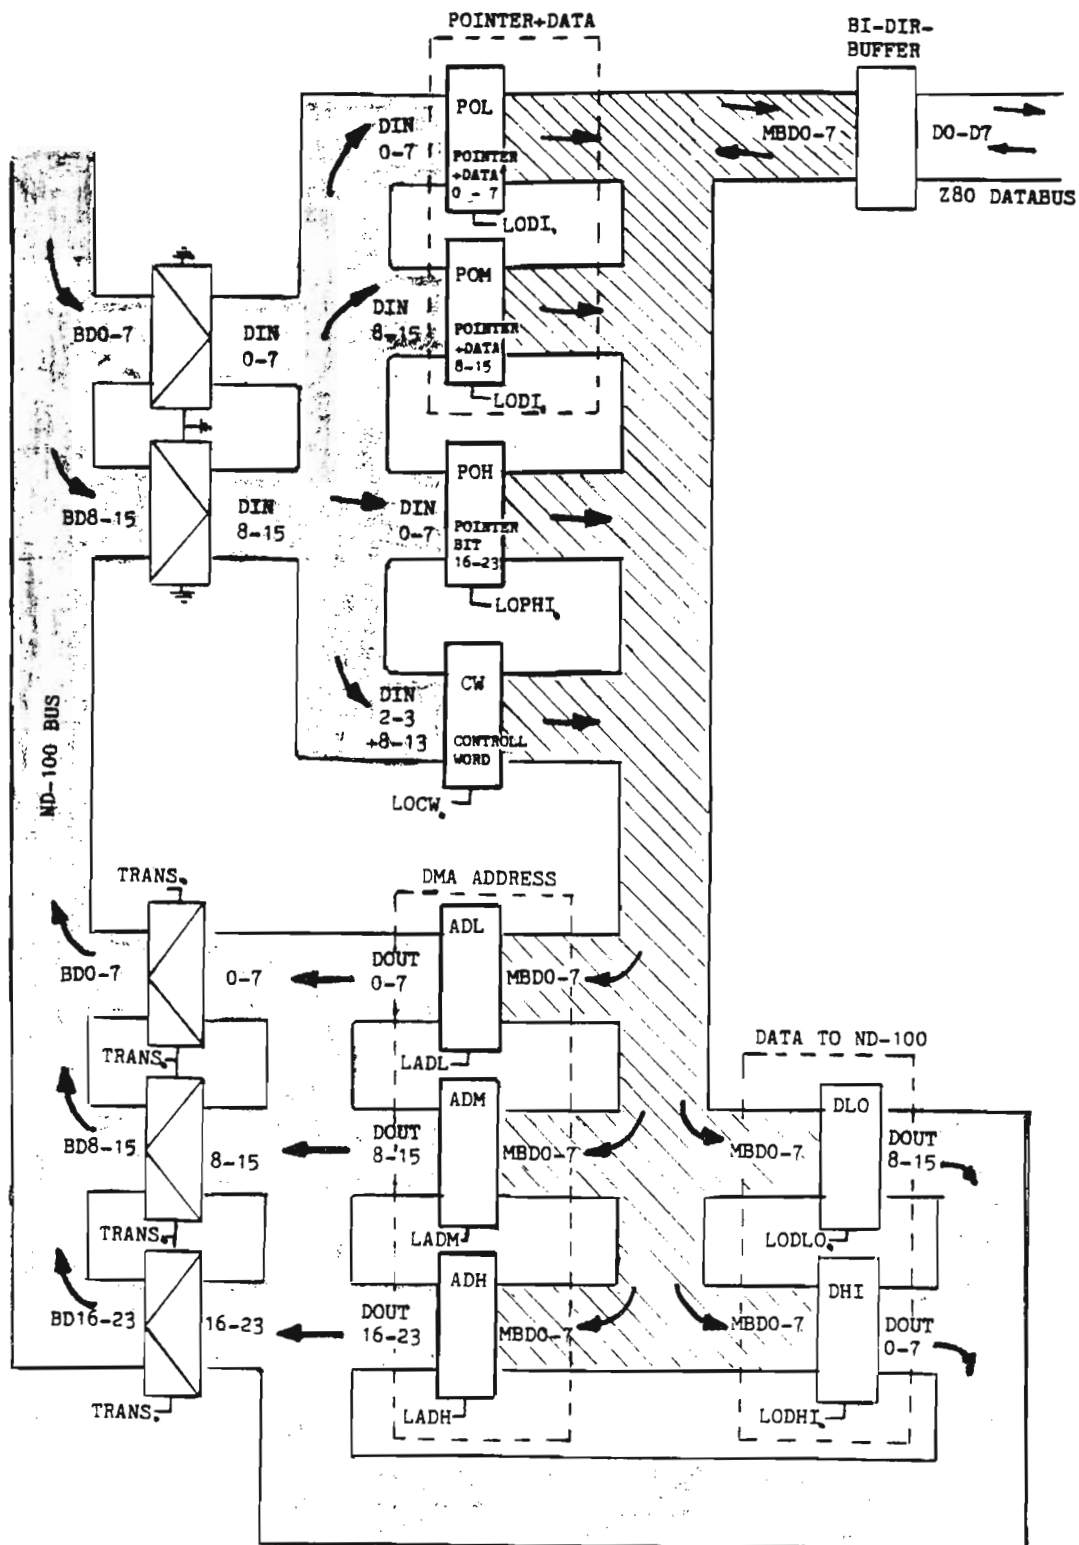 POINTER+DATA
BI-DIR-
BUFFER
POL
DIN
0-7
POINTER
+DATA
0 - 7
MBD0-7
D0-D7
Z80 DATABUS
LODI.
POM
DIN
8-15
POINTER
+DATA
8-15
LODI.
BD0-7
DIN
0-7
BD8-15
DIN
8-15
DIN
0-7
POH
POINTER
BIT
16-23
LOPHI.
DIN
2-3
+8-13
CW
CONTROLL
WORD
LOCW.
ND-100 BUS
TRANS.
DMA ADDRESS
ADL
BD0-7
0-7
DOUT
0-7
MBD0-7
TRANS.
LADL
DATA TO ND-100
ADM
DLO
BD8-15
8-15
DOUT
8-15
MBD0-7
MBD0-7
DOUT
8-15
TRANS.
LADM
LODLO.
ADH
DHI
BD16-23
16-23
DOUT
16-23
MBD0-7
MBD0-7
DOUT
0-7
TRANS.
LADH
LODHI.